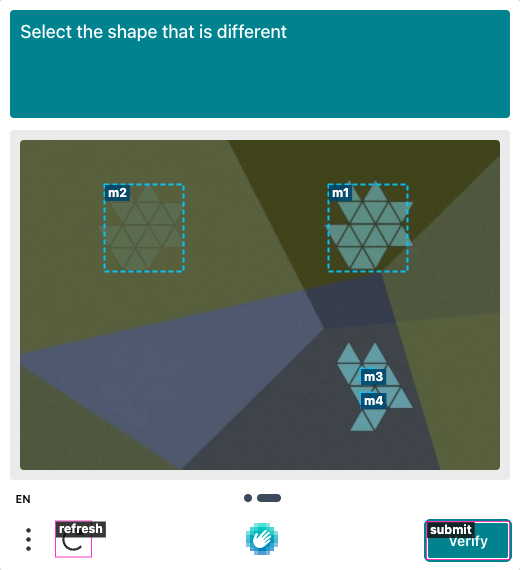 Select the shape that is different
m2
m1
m3
m4
EN
refresh
submit
Verify